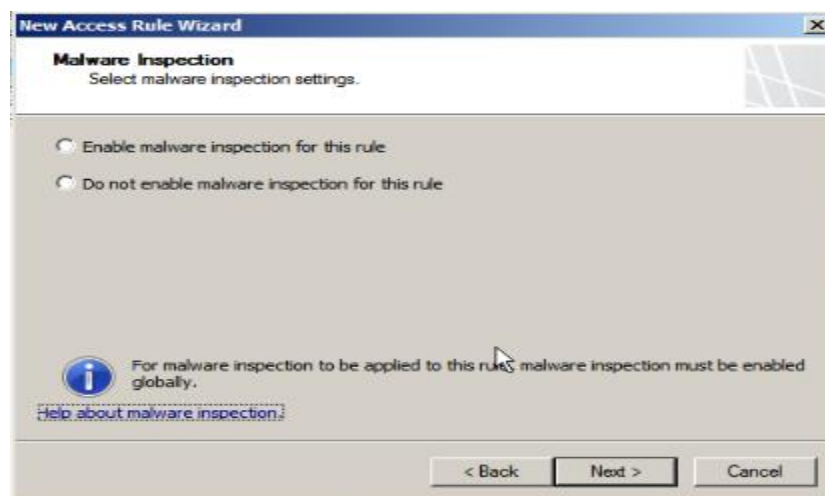 New Access Rule Wizard
Malware Inspection
Select malware inspection settings.
Enable malware inspection for this rule
Do not enable malware inspection for this rule
For malware inspection to be applied to this rule, malware inspection must be enabled
globally.
Help about malware inspection.
< Back Next > Cancel